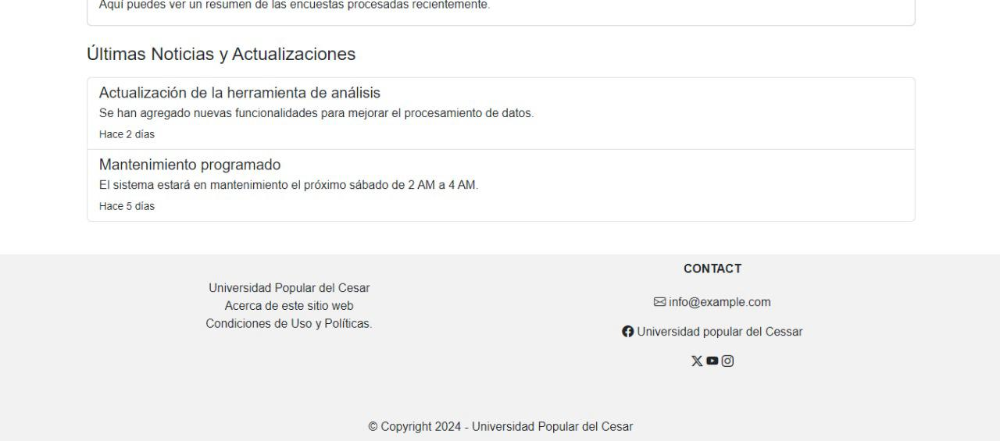 Aquí puedes ver un resumen de las encuestas procesadas recientemente.
Últimas Noticias y Actualizaciones
Actualización de la herramienta de análisis
Se han agregado nuevas funcionalidades para mejorar el procesamiento de datos.
Hace 2 días
Mantenimiento programado
El sistema estará en mantenimiento el próximo sábado de 2 AM a 4 AM.
Hace 5 días
Universidad Popular del Cesar
Acerca de este sitio web
Condiciones de Uso y Políticas.
CONTACT
info@example.com
Universidad popular del Cessar
© Copyright 2024 - Universidad Popular del Cesar